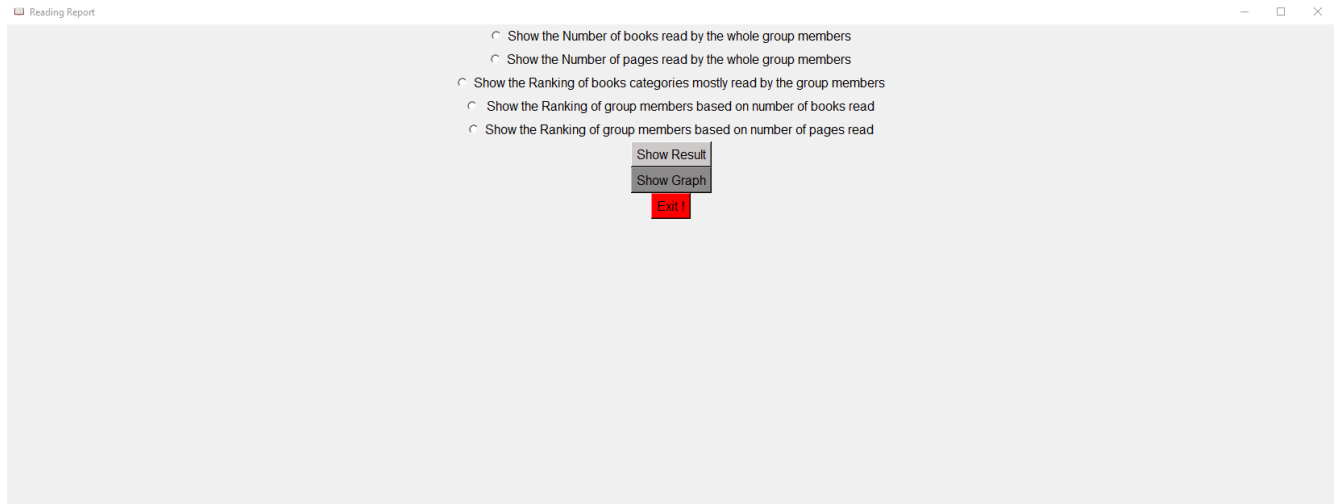 Reading Report
Show the Number of books read by the whole group members
Show the Number of pages read by the whole group members
Show the Ranking of books categories mostly read by the group members
Show the Ranking of group members based on number of books read
Show the Ranking of group members based on number of pages read
Show Result
Show Graph
Exit !